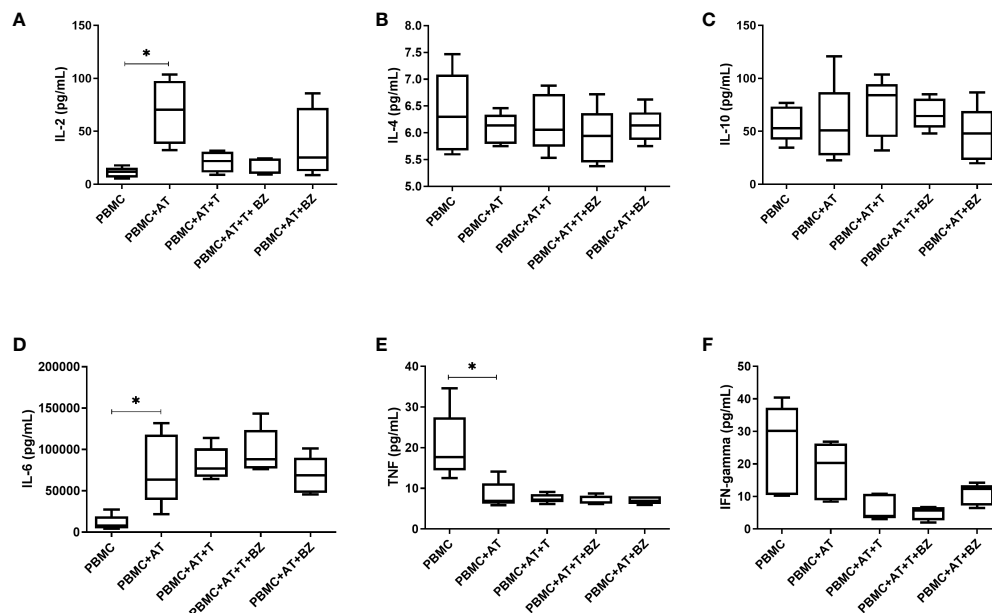 A
IL-2 (pg/mL)
150
100
50
0
*
PBMC
PBMC+AT
PBMC+AT+T
PBMC+AT+T+ BZ
PBMC+AT+BZ
B
IL-4 (pg/mL)
8.0
7.5
7.0
6.5
6.0
5.5
5.0
PBMC
PBMC+AT
PBMC+AT+T
PBMC+AT+T+BZ
PBMC+AT+BZ
C
IL-10 (pg/mL)
150
100
50
0
PBMC
PBMC+AT
PBMC+AT+T
PBMC+AT+T+BZ
PBMC+AT+BZ
D
IL-6 (pg/mL)
200000
150000
100000
50000
0
*
PBMC
PBMC+AT
PBMC+AT+T
PBMC+AT+T+BZ
PBMC+AT+BZ
E
TNF (pg/mL)
40
30
20
10
0
*
PBMC
PBMC+AT
PBMC+AT+T
PBMC+AT+T+BZ
PBMC+AT+BZ
F
IFN-gamma (pg/mL)
50
40
30
20
10
0
PBMC
PBMC+AT
PBMC+AT+T
PBMC+AT+T+BZ
PBMC+AT+BZ